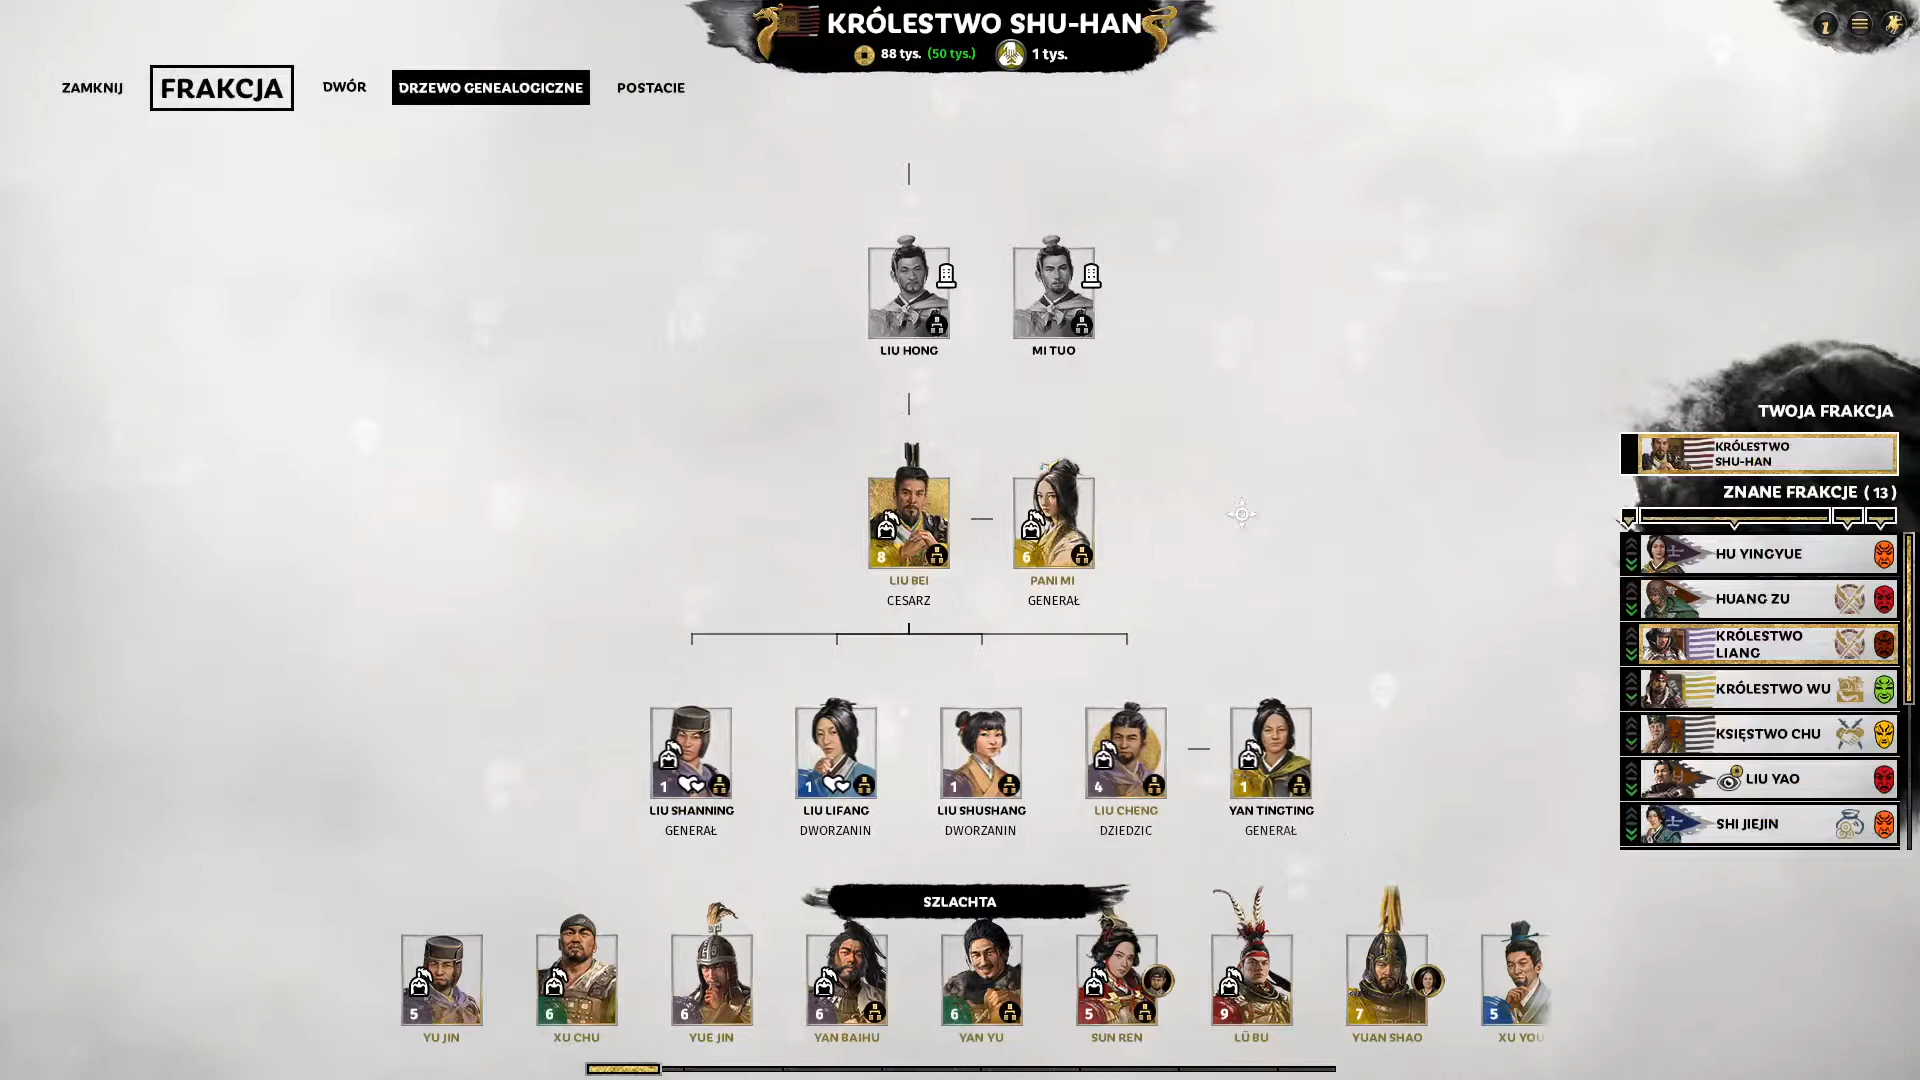 KRÓLESTWO SHU-HAN
88 tys. (50 tys.) 1 tys.
ZAMKNIJ FRAKCJA DWÓR DRZEWO GENEALOGICZNE POSTACIE
LIU HONG MI TUO
8 6
LIU BEI PANI MI
CESARZ GENERAŁ
1 1 1 4 1
LIU SHANNING LIU LIFANG LIU SHUSHANG LIU CHENG YAN TINGTING
GENERAŁ DWORZANIN DWORZANIN DZIEDZIC GENERAŁ
SZLACHTA
5 6 6 6 6 5 9 7 5
YU JIN XU CHU YUE JIN YAN BAIHU YAN YU SUN REN LÜ BU YUAN SHAO XU YOU
TWOJA FRAKCJA
KRÓLESTWO
SHU-HAN
ZNANE FRAKCJE ( 13 )
HU YINGYUE
HUANG ZU
KRÓLESTWO
LIANG
KRÓLESTWO WU
KSIĘSTWO CHU
LIU YAO
SHI JIEJIN